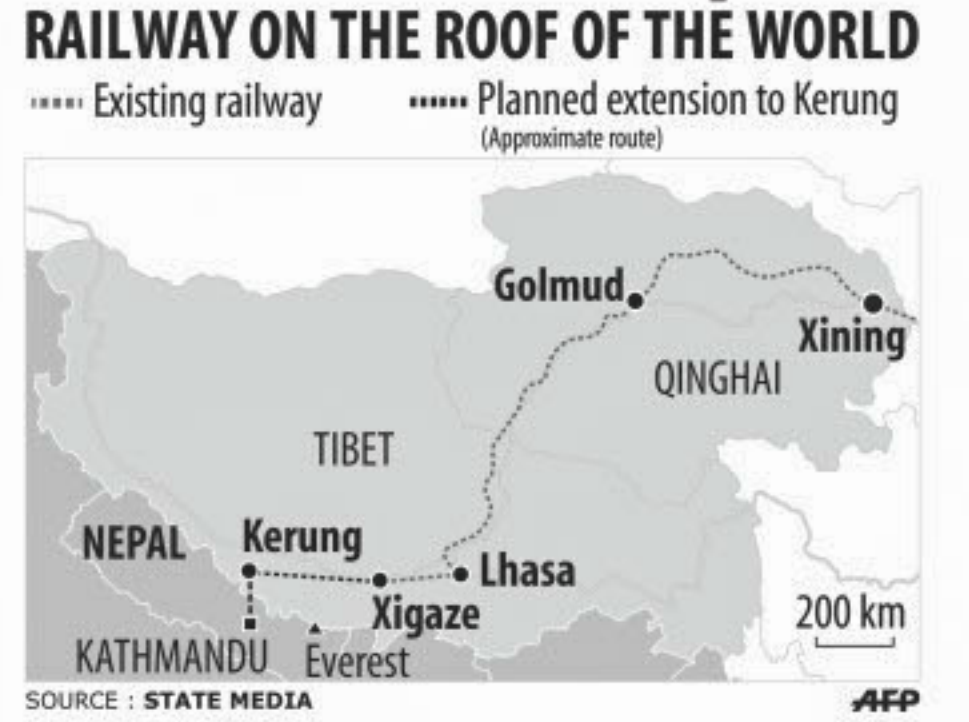 RAILWAY ON THE ROOF OF THE WORLD
Existing railway
Planned extension to Kerung
(Approximate route)
Golmud
Xining
QINGHAI
TIBET
NEPAL
Kerung
Lhasa
Xigaze
200 km
KATHMANDU
Everest
SOURCE : STATE MEDIA
AFP